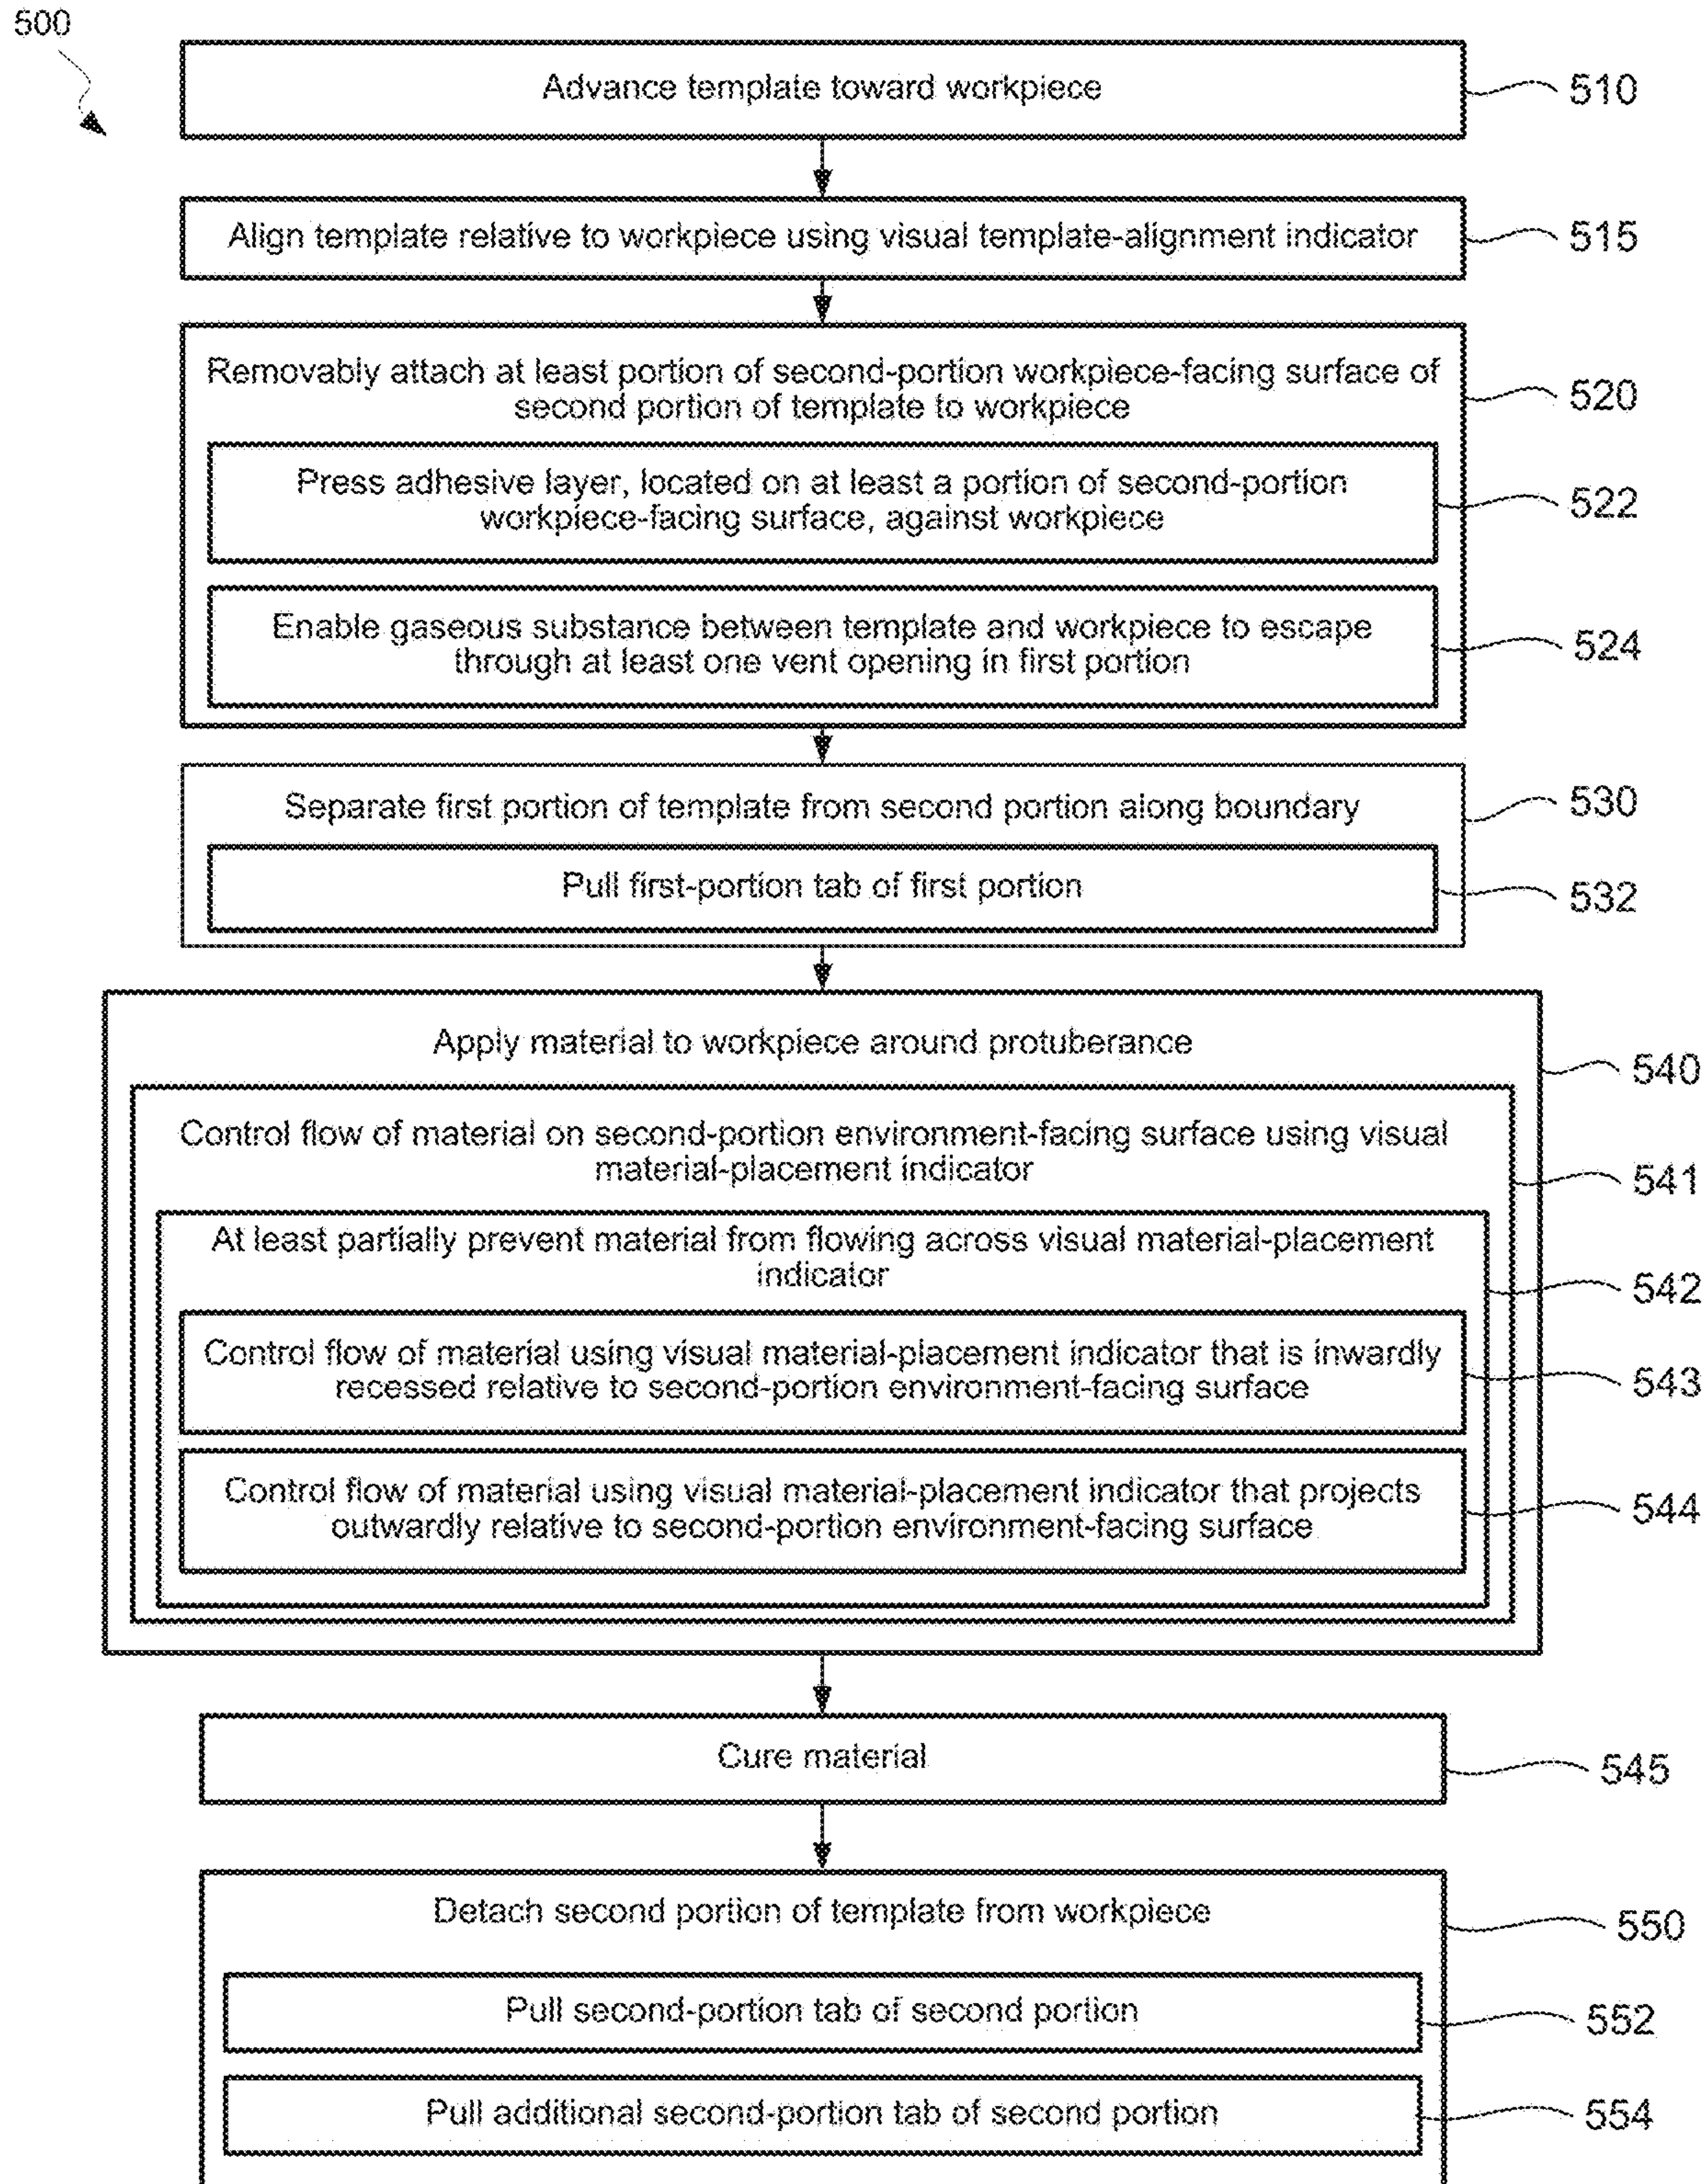 500
Advance template toward workpiece
510
Align template relative to workpiece using visual template-alignment indicator
515
Removably attach at least portion of second-portion workpiece-facing surface of
second portion of template to workpiece
520
Press adhesive layer, located on at least a portion of second-portion
workpiece-facing surface, against workpiece
522
Enable gaseous substance between template and workpiece to escape
through at least one vent opening in first portion
524
Separate first portion of template from second portion along boundary
530
Pull first-portion tab of first portion
532
Apply material to workpiece around protuberance
540
Control flow of material on second-portion environment-facing surface using visual
material-placement indicator
541
At least partially prevent material from flowing across visual material-placement
indicator
542
Control flow of material using visual material-placement indicator that is inwardly
recessed relative to second-portion environment-facing surface
543
Control flow of material using visual material-placement indicator that projects
outwardly relative to second-portion environment-facing surface
544
Cure material
545
Detach second portion of template from workpiece
550
Pull second-portion tab of second portion
552
Pull additional second-portion tab of second portion
554